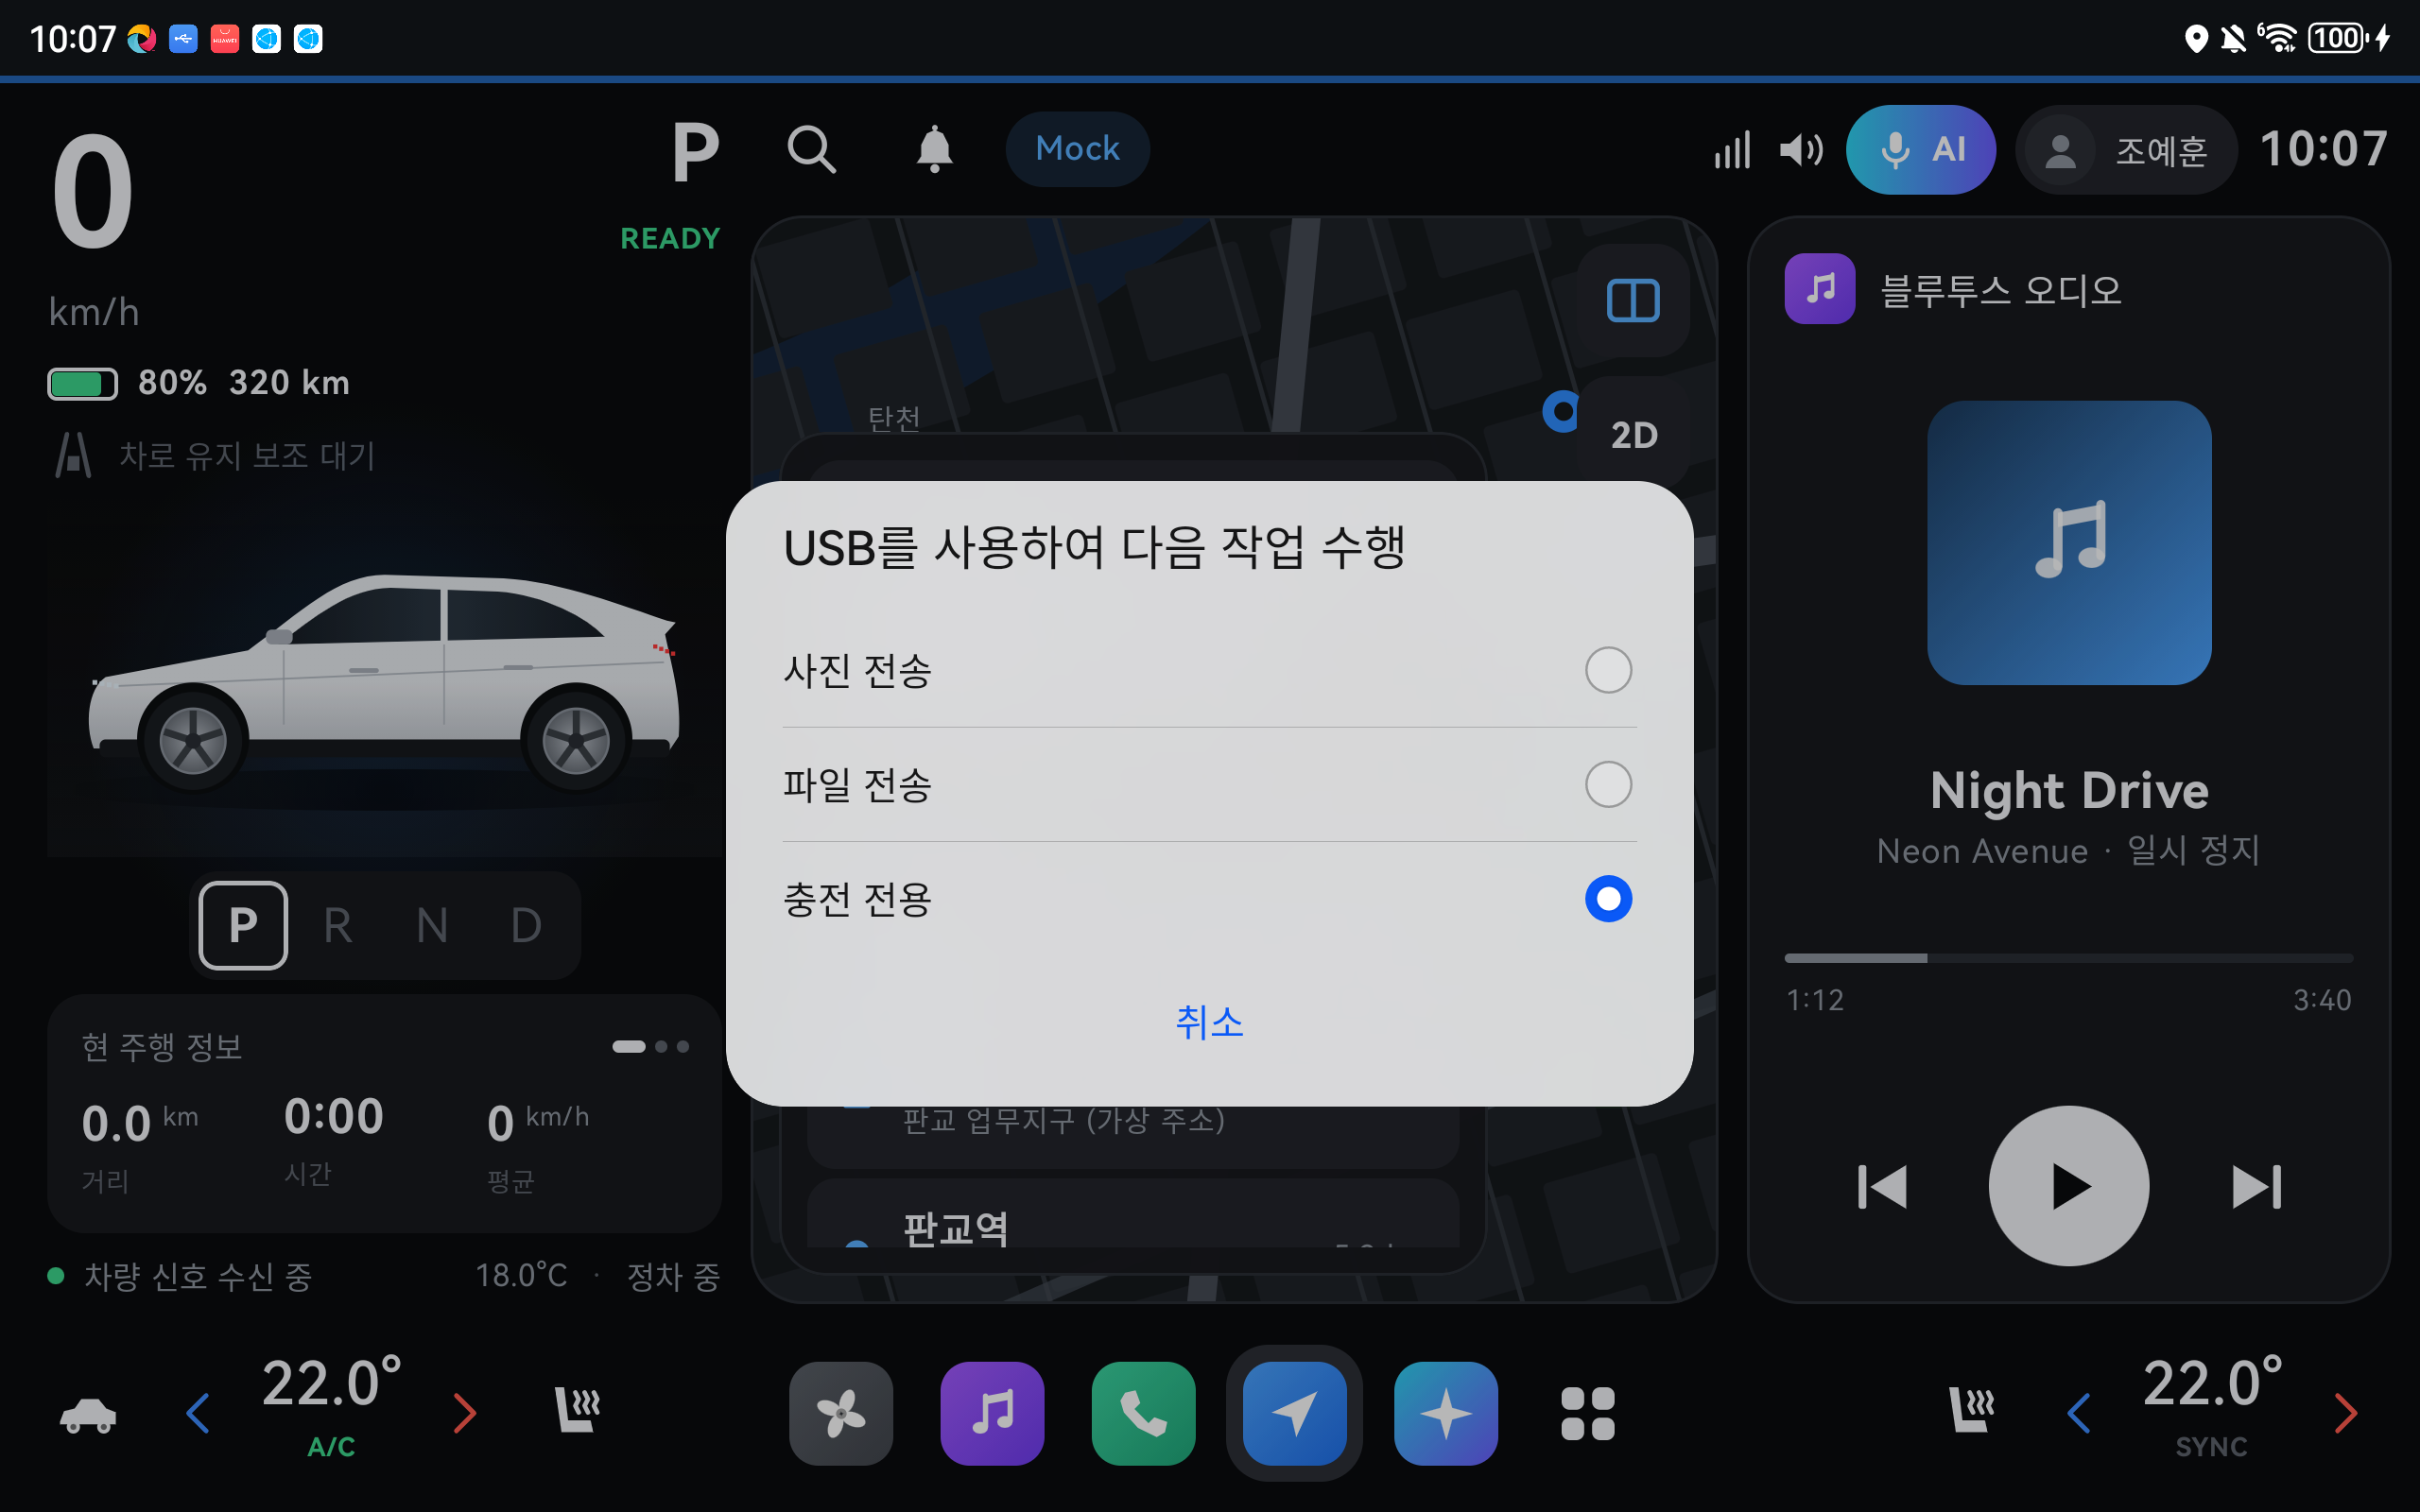 10:07
HUAWEI
6
100
0
P
Mock
AI
조예훈
10:07
READY
km/h
80% 320 km
차로 유지 보조 대기
P R N D
현 주행 정보
0.0 km
0:00
0 km/h
거리
시간
평균
차량 신호 수신 중
18.0°C · 정차 중
탄천
2D
USB를 사용하여 다음 작업 수행
사진 전송
파일 전송
충전 전용
취소
판교 업무지구 (가상 주소)
판교역
블루투스 오디오
Night Drive
Neon Avenue · 일시 정지
1:12
3:40
22.0°
A/C
22.0°
SYNC